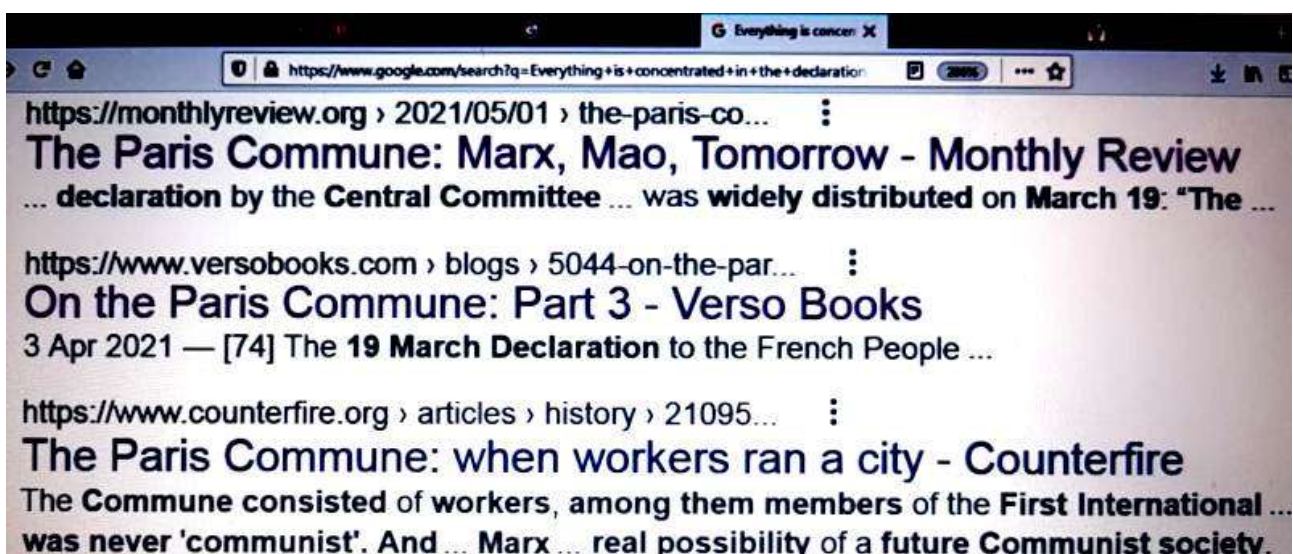 G Everything is concer X
https://www.google.com/search?q=Everything+is+concentrated+in+the+declaration
200%
https://monthlyreview.org › 2021/05/01 › the-paris-co...
The Paris Commune: Marx, Mao, Tomorrow - Monthly Review
... declaration by the Central Committee ... was widely distributed on March 19: “The ...
https://www.versobooks.com › blogs › 5044-on-the-par...
On the Paris Commune: Part 3 - Verso Books
3 Apr 2021 — [74] The 19 March Declaration to the French People ...
https://www.counterfire.org › articles › history › 21095...
The Paris Commune: when workers ran a city - Counterfire
The Commune consisted of workers, among them members of the First International ...
was never 'communist'. And ... Marx ... real possibility of a future Communist society.